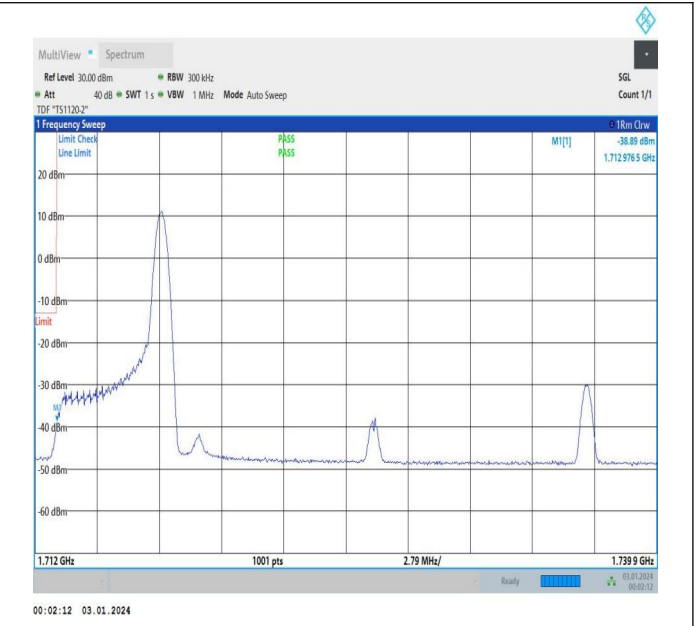 R&S
MultiView Spectrum
Ref Level 30.00 dBm RBW 300 kHz SGL
Att 40 dB SWT 1 s VBW 1 MHz Mode Auto Sweep Count 1/1
TDF "TS1120-2"
1 Frequency Sweep 1Rm Clrw
Limit Check PASS M1[1] -38.89 dBm
Line Limit PASS 1.712 976 5 GHz
20 dBm
10 dBm
0 dBm
-10 dBm
Limit
-20 dBm
-30 dBm
M1
-40 dBm
-50 dBm
-60 dBm
1.712 GHz 1001 pts 2.79 MHz/ 1.739 9 GHz
Ready 03.01.2024
00:02:12
00:02:12 03.01.2024